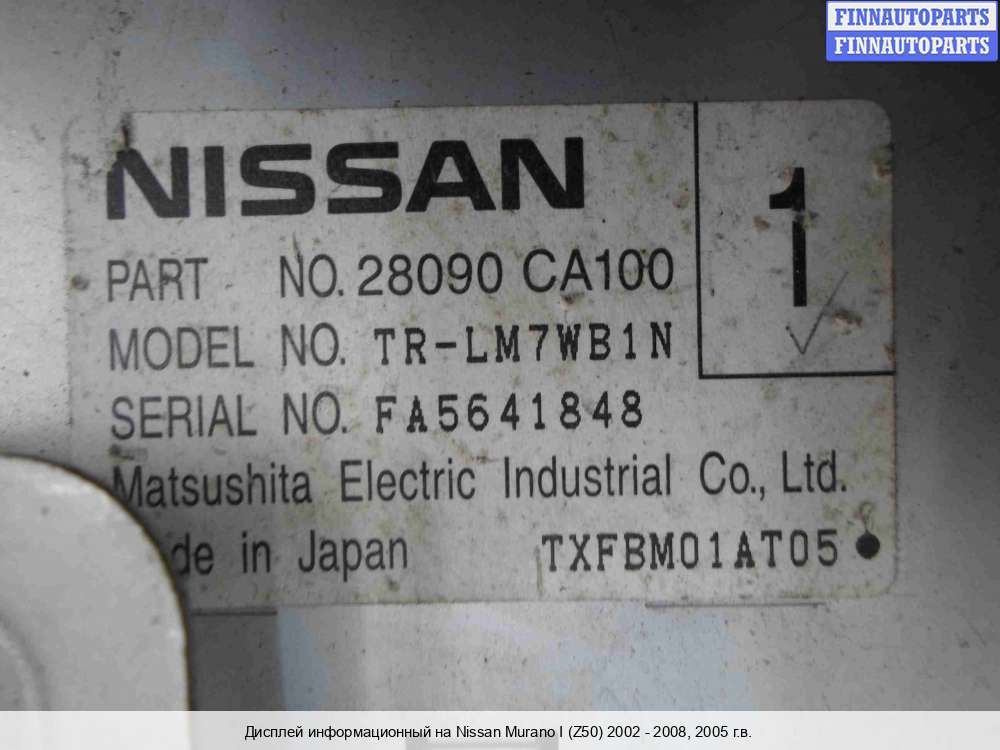 FINNAUTOPARTS
FINNAUTOPARTS
NISSAN
1
PART NO. 28090 CA100
MODEL NO. TR-LM7WB1N
SERIAL NO. FA5641848
Matsushita Electric Industrial Co., Ltd.
de in Japan TXFBM01AT05
Дисплей информационный на Nissan Murano I (Z50) 2002 - 2008, 2005 г.в.